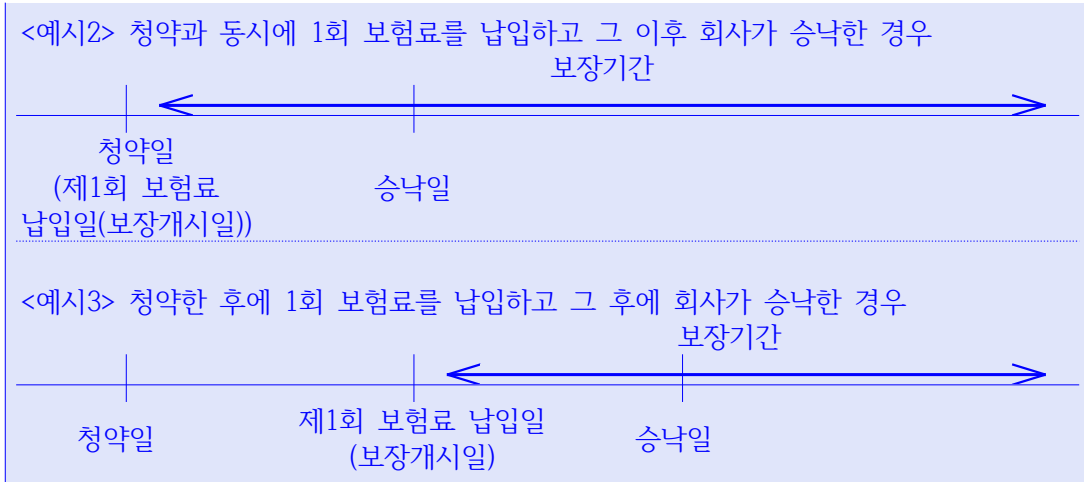 <예시2> 청약과 동시에 1회 보험료를 납입하고 그 이후 회사가 승낙한 경우
보장기간
청약일
(제1회 보험료
납입일(보장개시일))
승낙일
<예시3> 청약한 후에 1회 보험료를 납입하고 그 후에 회사가 승낙한 경우
보장기간
청약일
제1회 보험료 납입일
(보장개시일)
승낙일